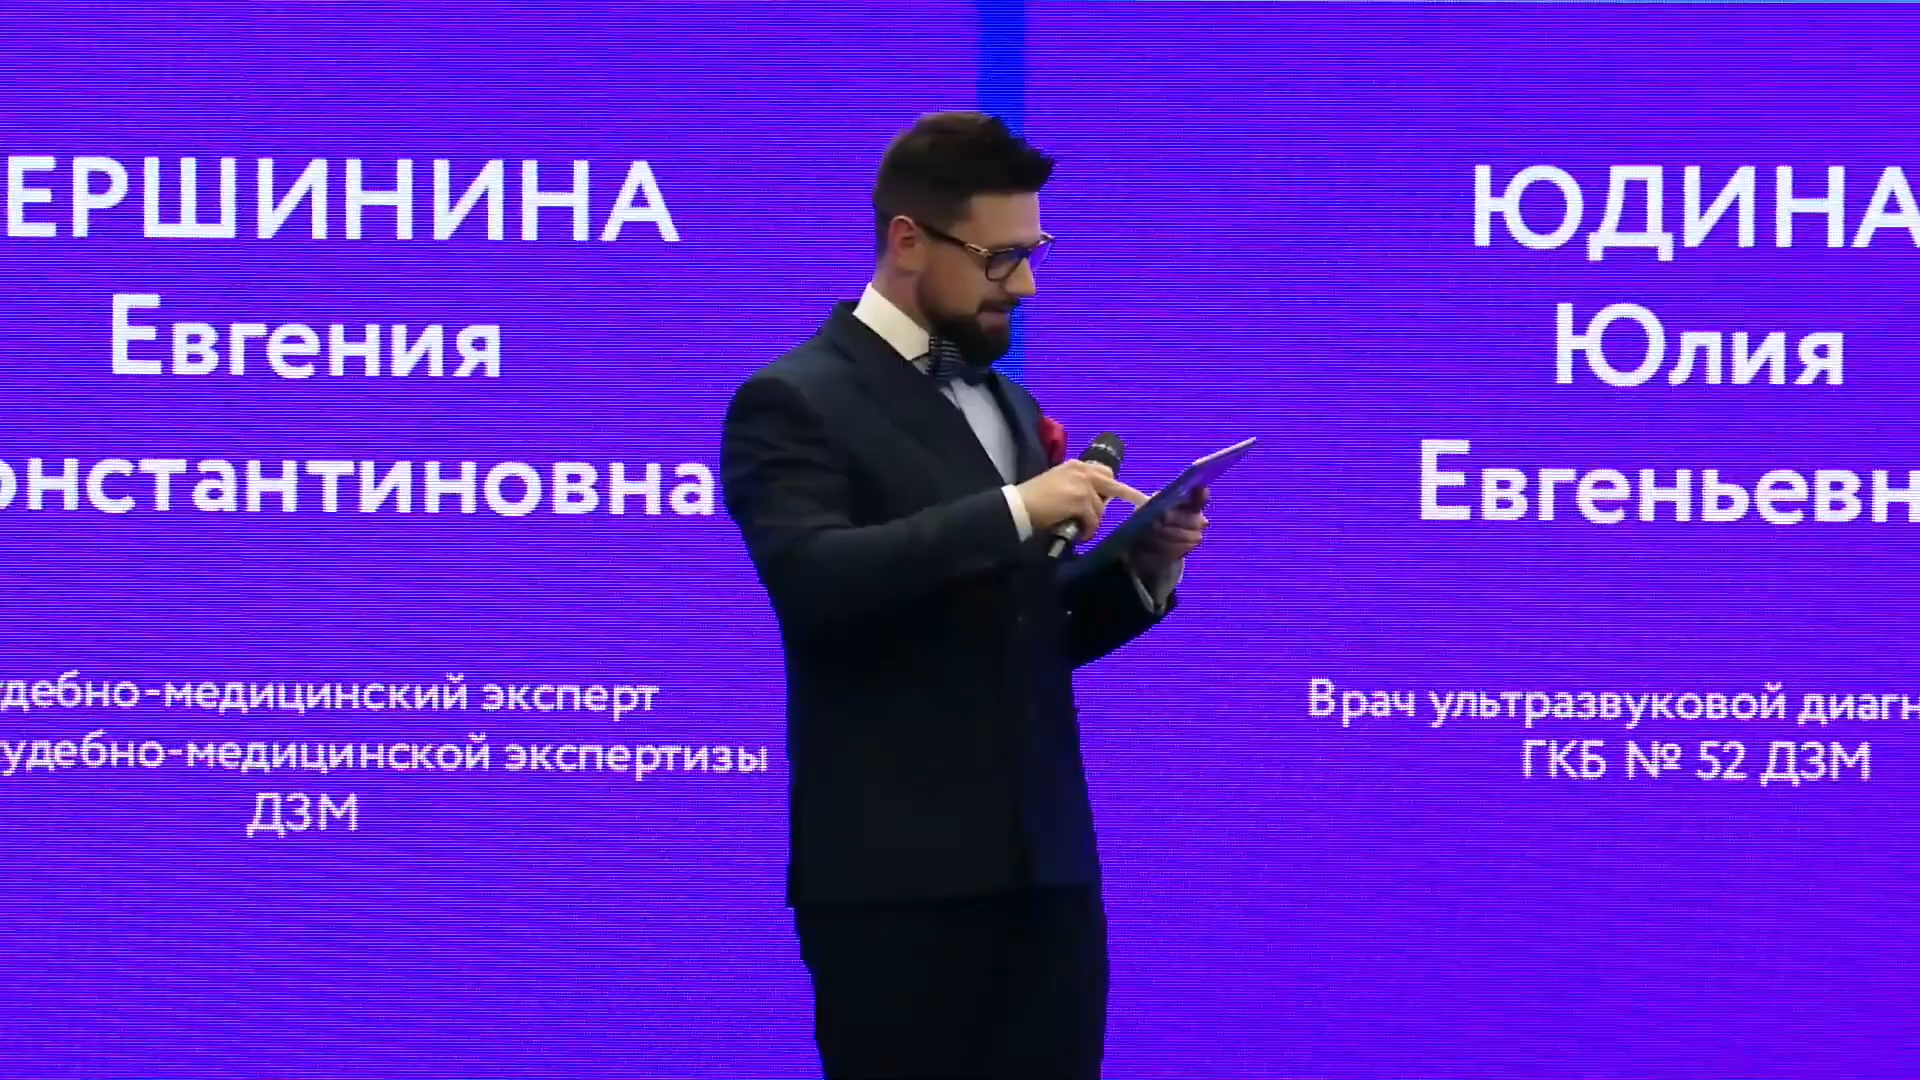 ЕРШИНИНА
Евгения
онстантиновна
удебно-медицинский эксперт
удебно-медицинской экспертизы
ДЗМ
ЮДИНА
Юлия
Евгеньевн
Врач ультразвуковой диагн
ГКБ № 52 ДЗМ